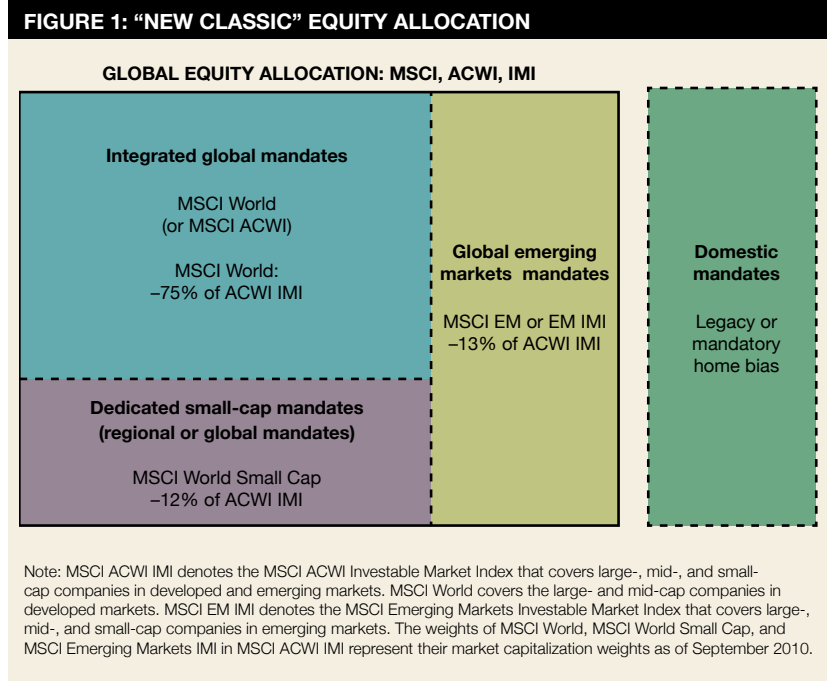 FIGURE 1: “NEW CLASSIC” EQUITY ALLOCATION
GLOBAL EQUITY ALLOCATION: MSCI, ACWI, IMI
Integrated global mandates
MSCI World
(or MSCI ACWI)
MSCI World:
–75% of ACWI IMI
Dedicated small-cap mandates
(regional or global mandates)
MSCI World Small Cap
–12% of ACWI IMI
Global emerging
markets mandates
MSCI EM or EM IMI
–13% of ACWI IMI
Domestic
mandates
Legacy or
mandatory
home bias
Note: MSCI ACWI IMI denotes the MSCI ACWI Investable Market Index that covers large-, mid-, and small-
cap companies in developed and emerging markets. MSCI World covers the large- and mid-cap companies in
developed markets. MSCI EM IMI denotes the MSCI Emerging Markets Investable Market Index that covers large-,
mid-, and small-cap companies in emerging markets. The weights of MSCI World, MSCI World Small Cap, and
MSCI Emerging Markets IMI in MSCI ACWI IMI represent their market capitalization weights as of September 2010.